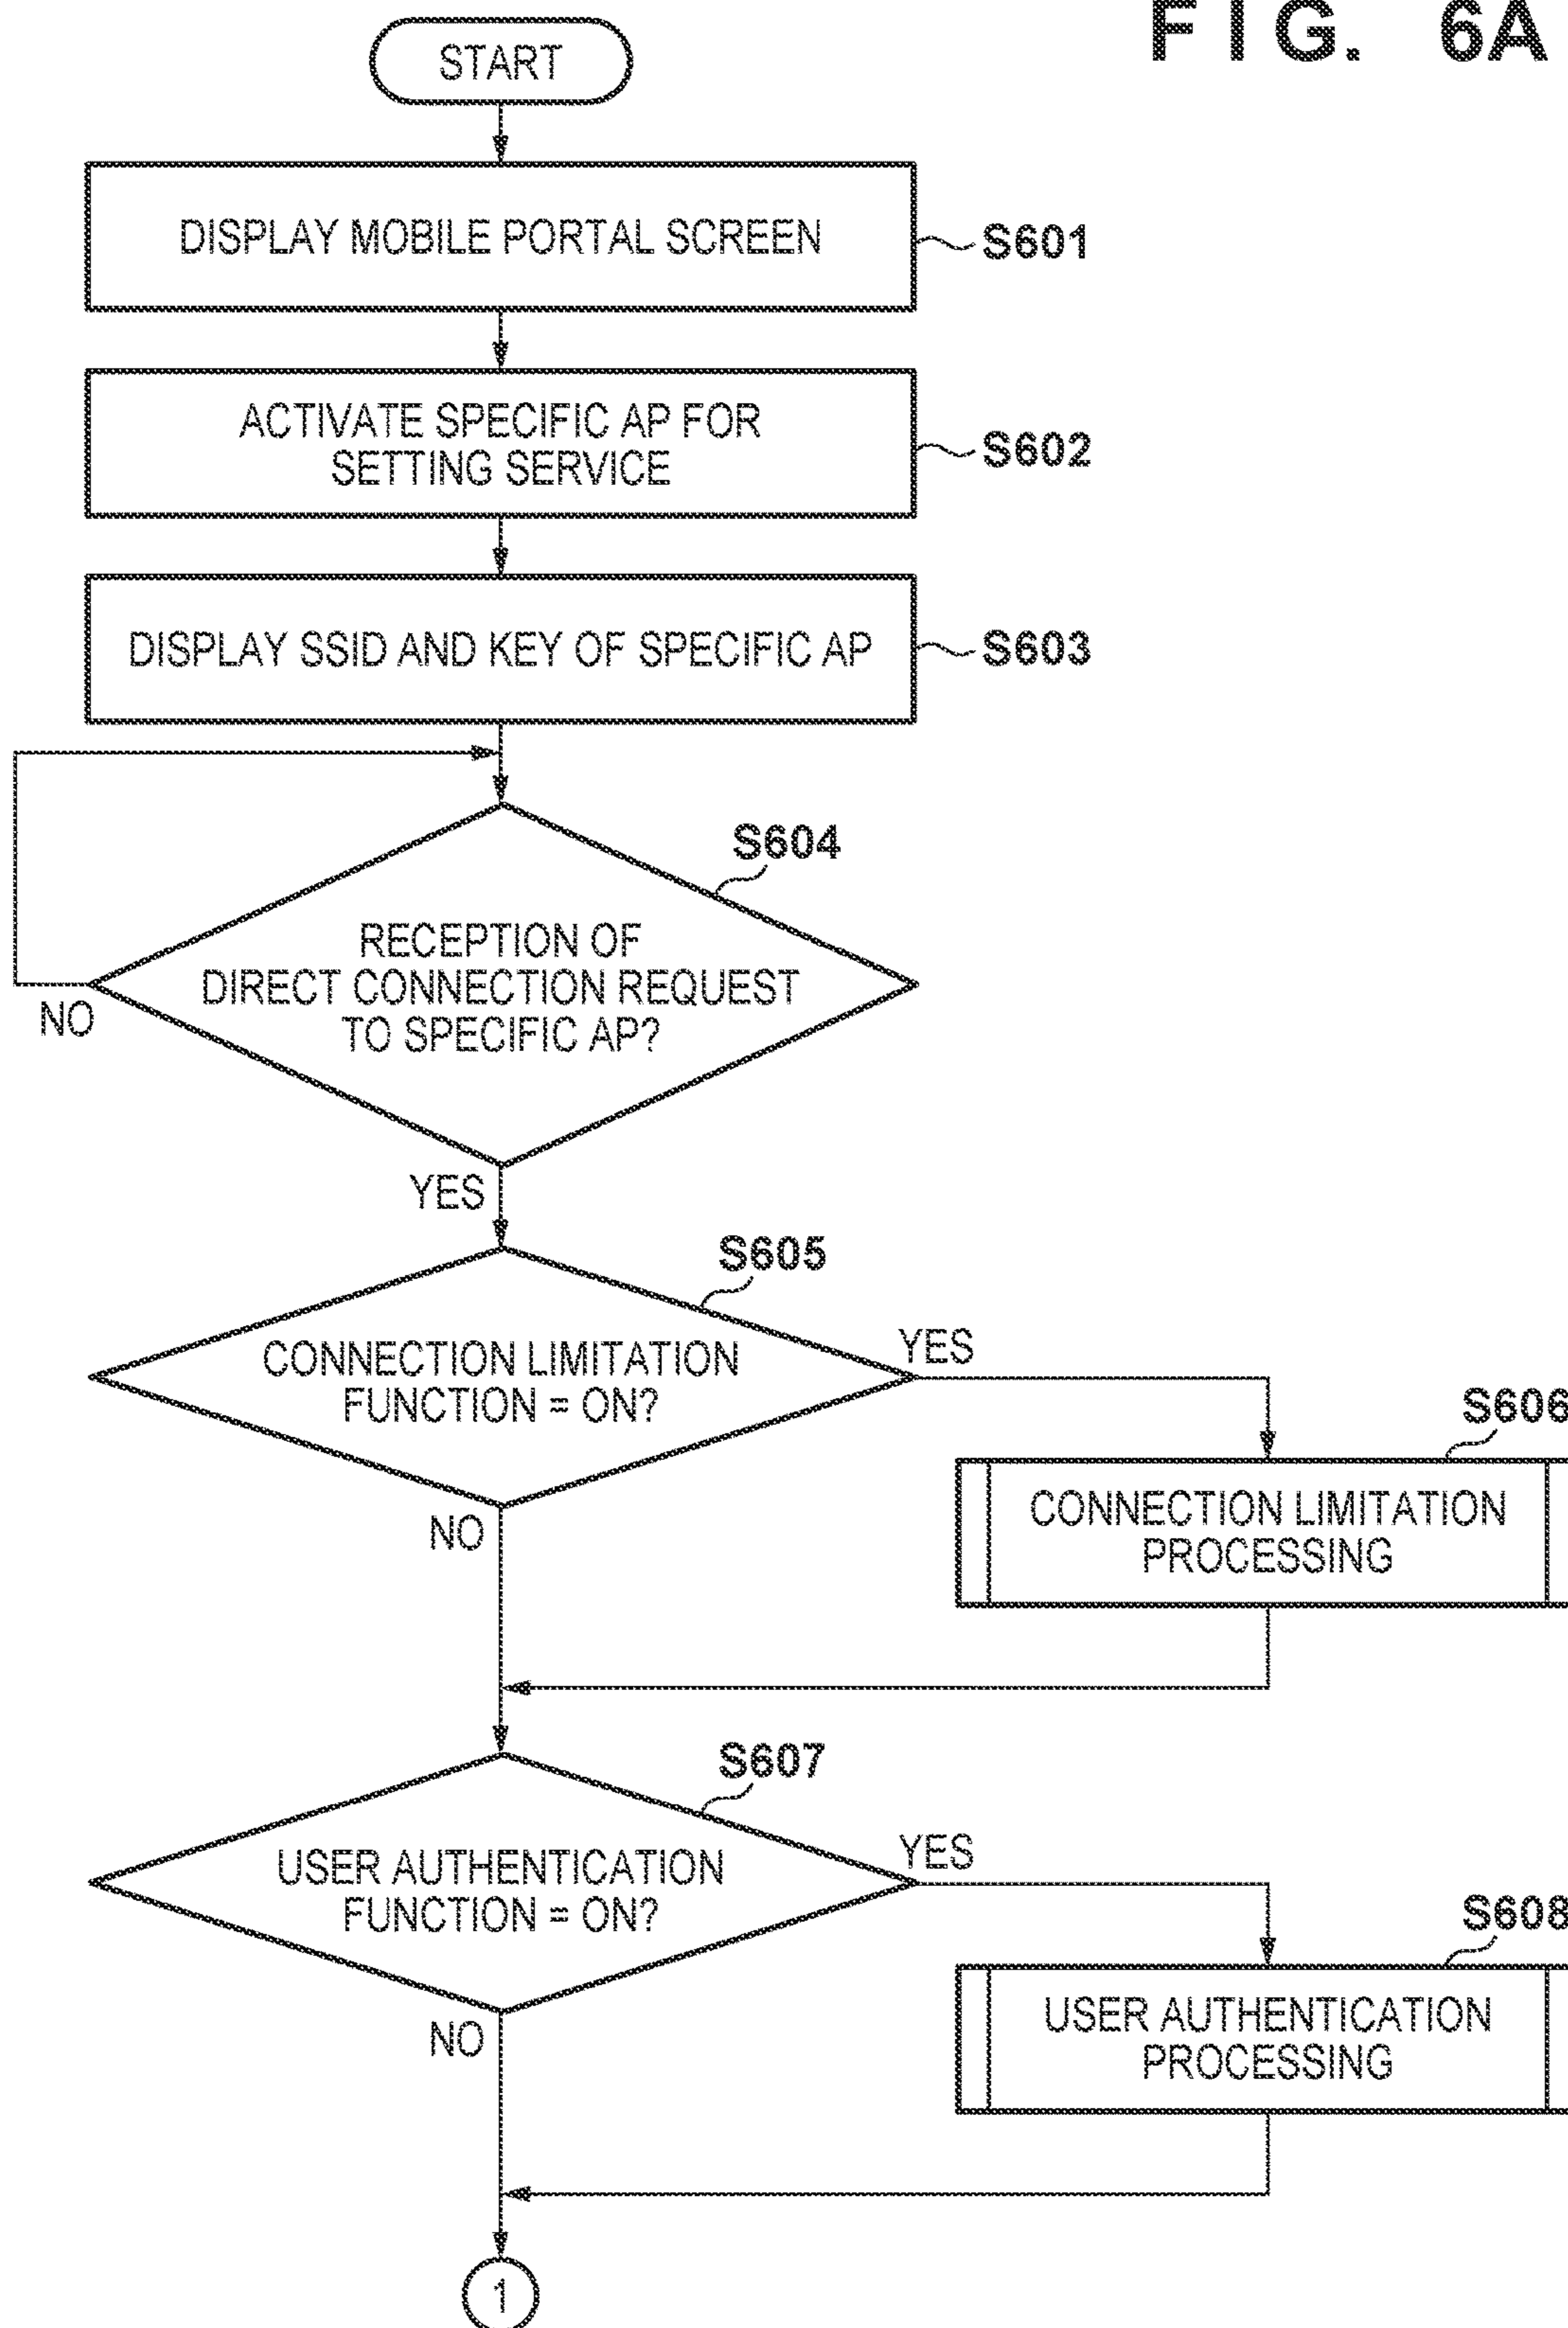 FIG. 6A
START
DISPLAY MOBILE PORTAL SCREEN
S601
ACTIVATE SPECIFIC AP FOR
SETTING SERVICE
S602
DISPLAY SSID AND KEY OF SPECIFIC AP
S603
S604
RECEPTION OF
DIRECT CONNECTION REQUEST
TO SPECIFIC AP?
NO
YES
S605
CONNECTION LIMITATION
FUNCTION = ON?
YES
NO
S606
CONNECTION LIMITATION
PROCESSING
S607
USER AUTHENTICATION
FUNCTION = ON?
YES
NO
S608
USER AUTHENTICATION
PROCESSING
1